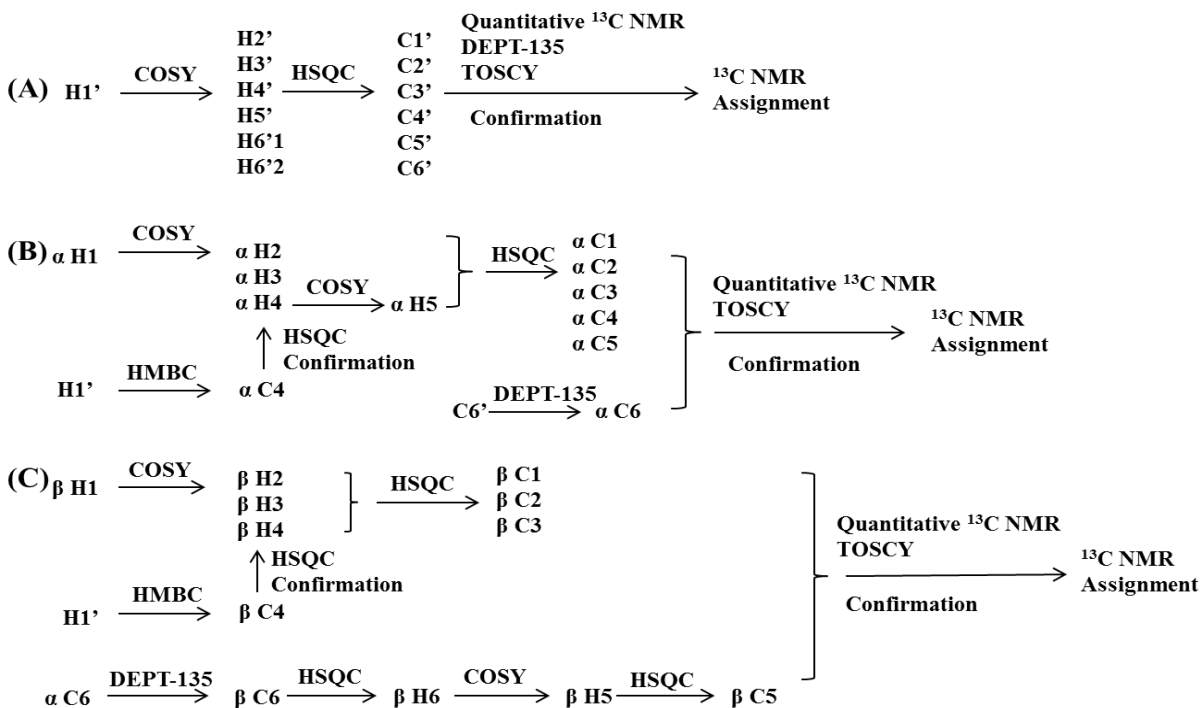 (A) H1’
COSY
H2’
H3’
H4’
H5’
H6’1
H6’2
HSQC
C1’
C2’
C3’
C4’
C5’
C6’
Quantitative ¹³C NMR
DEPT-135
TOSCY
Confirmation
¹³C NMR
Assignment
(B) α H1
COSY
α H2
α H3
α H4
COSY
α H5
HSQC
α C1
α C2
α C3
α C4
α C5
HSQC
Confirmation
H1’
HMBC
α C4
C6’
DEPT-135
α C6
Quantitative ¹³C NMR
TOSCY
Confirmation
¹³C NMR
Assignment
(C) β H1
COSY
β H2
β H3
β H4
HSQC
β C1
β C2
β C3
HSQC
Confirmation
H1’
HMBC
β C4
α C6
DEPT-135
β C6
HSQC
β H6
COSY
β H5
HSQC
β C5
Quantitative ¹³C NMR
TOSCY
Confirmation
¹³C NMR
Assignment